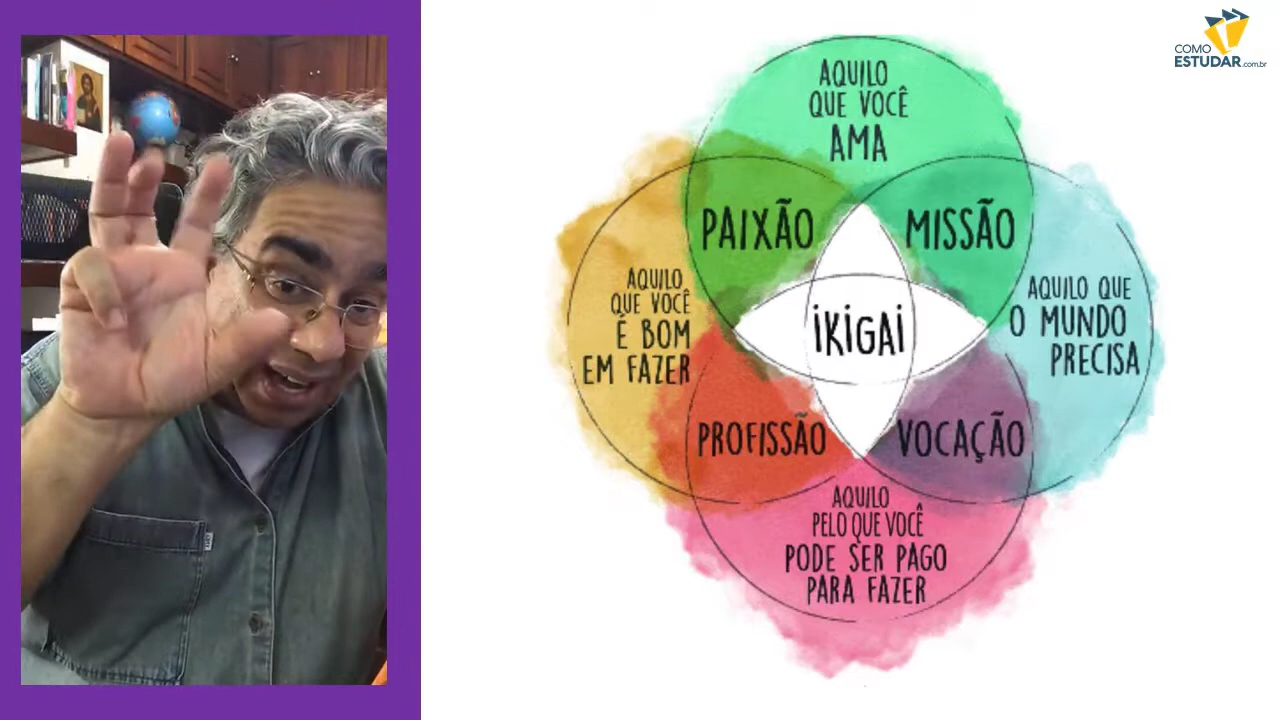 COMO
ESTUDAR.com.br
AQUILO
QUE VOCÊ
AMA
PAIXÃO
MISSÃO
AQUILO
QUE VOCÊ
É BOM
EM FAZER
AQUILO QUE
O MUNDO
PRECISA
iKiGAi
PROFISSÃO
VOCAÇÃO
AQUILO
PELO QUE VOCÊ
PODE SER PAGO
PARA FAZER